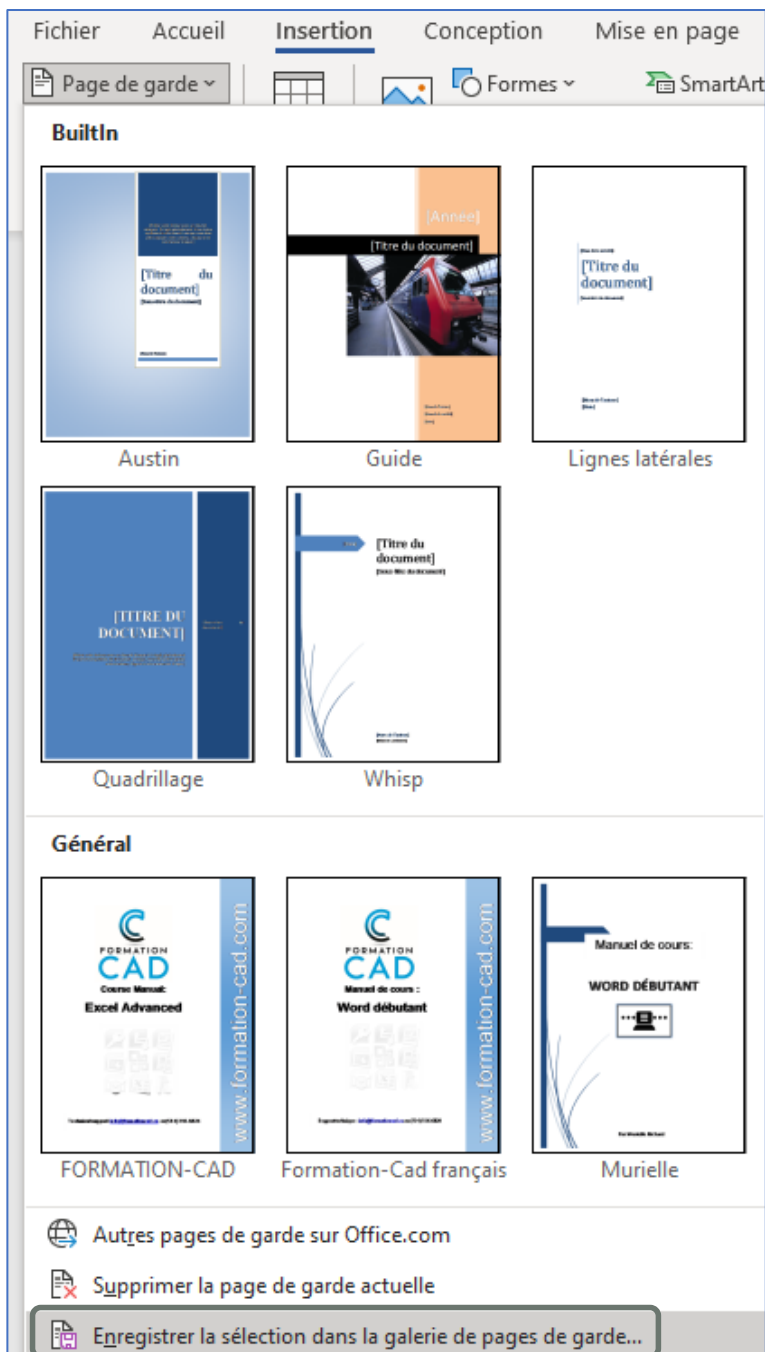 Fichier Accueil Insertion Conception Mise en page
Page de garde Formes SmartArt
BuiltIn
[Titre du
document]
[Année]
[Titre du document]
[Titre du
document]
Austin Guide Lignes latérales
[TITRE DU
DOCUMENT]
[Titre du
document]
[Sous-titre du document]
Quadrillage Whisp
Général
FORMATION
CAD
Course Manual:
Excel Advanced
www.formation-cad.com
FORMATION
CAD
Manuel de cours :
Word débutant
www.formation-cad.com
Manuel de cours:
WORD DÉBUTANT
FORMATION-CAD Formation-Cad français Murielle
Autres pages de garde sur Office.com
Supprimer la page de garde actuelle
Enregistrer la sélection dans la galerie de pages de garde...